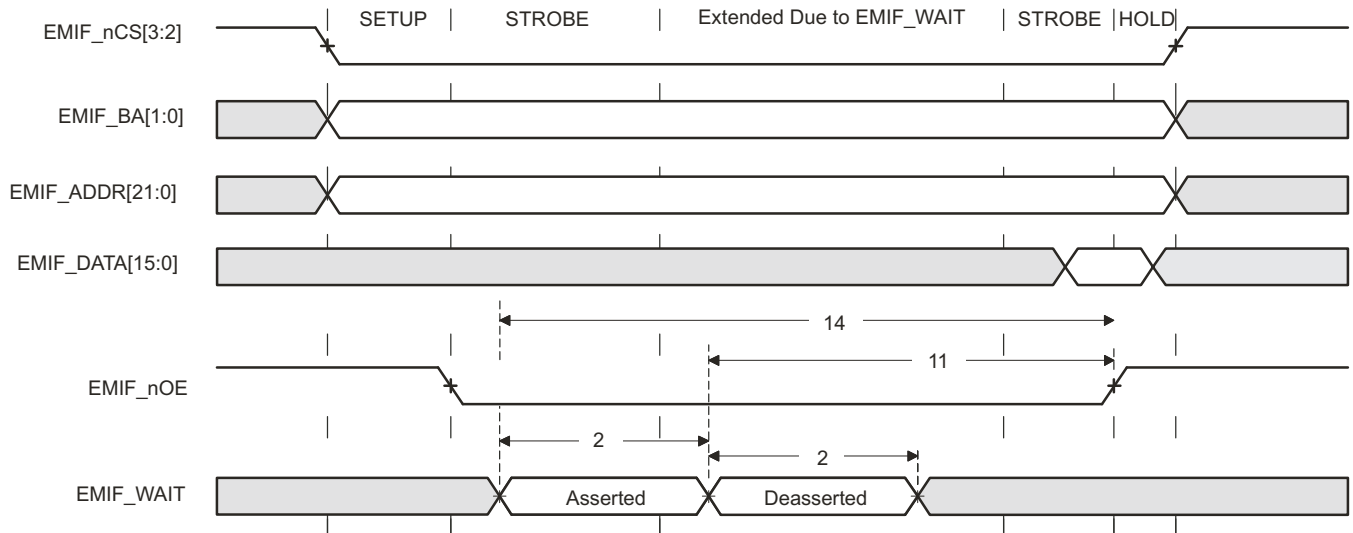 SETUP STROBE Extended Due to EMIF_WAIT STROBE HOLD
EMIF_nCS[3:2]
EMIF_BA[1:0]
EMIF_ADDR[21:0]
EMIF_DATA[15:0]
14
11
EMIF_nOE
2
2
EMIF_WAIT Asserted Deasserted